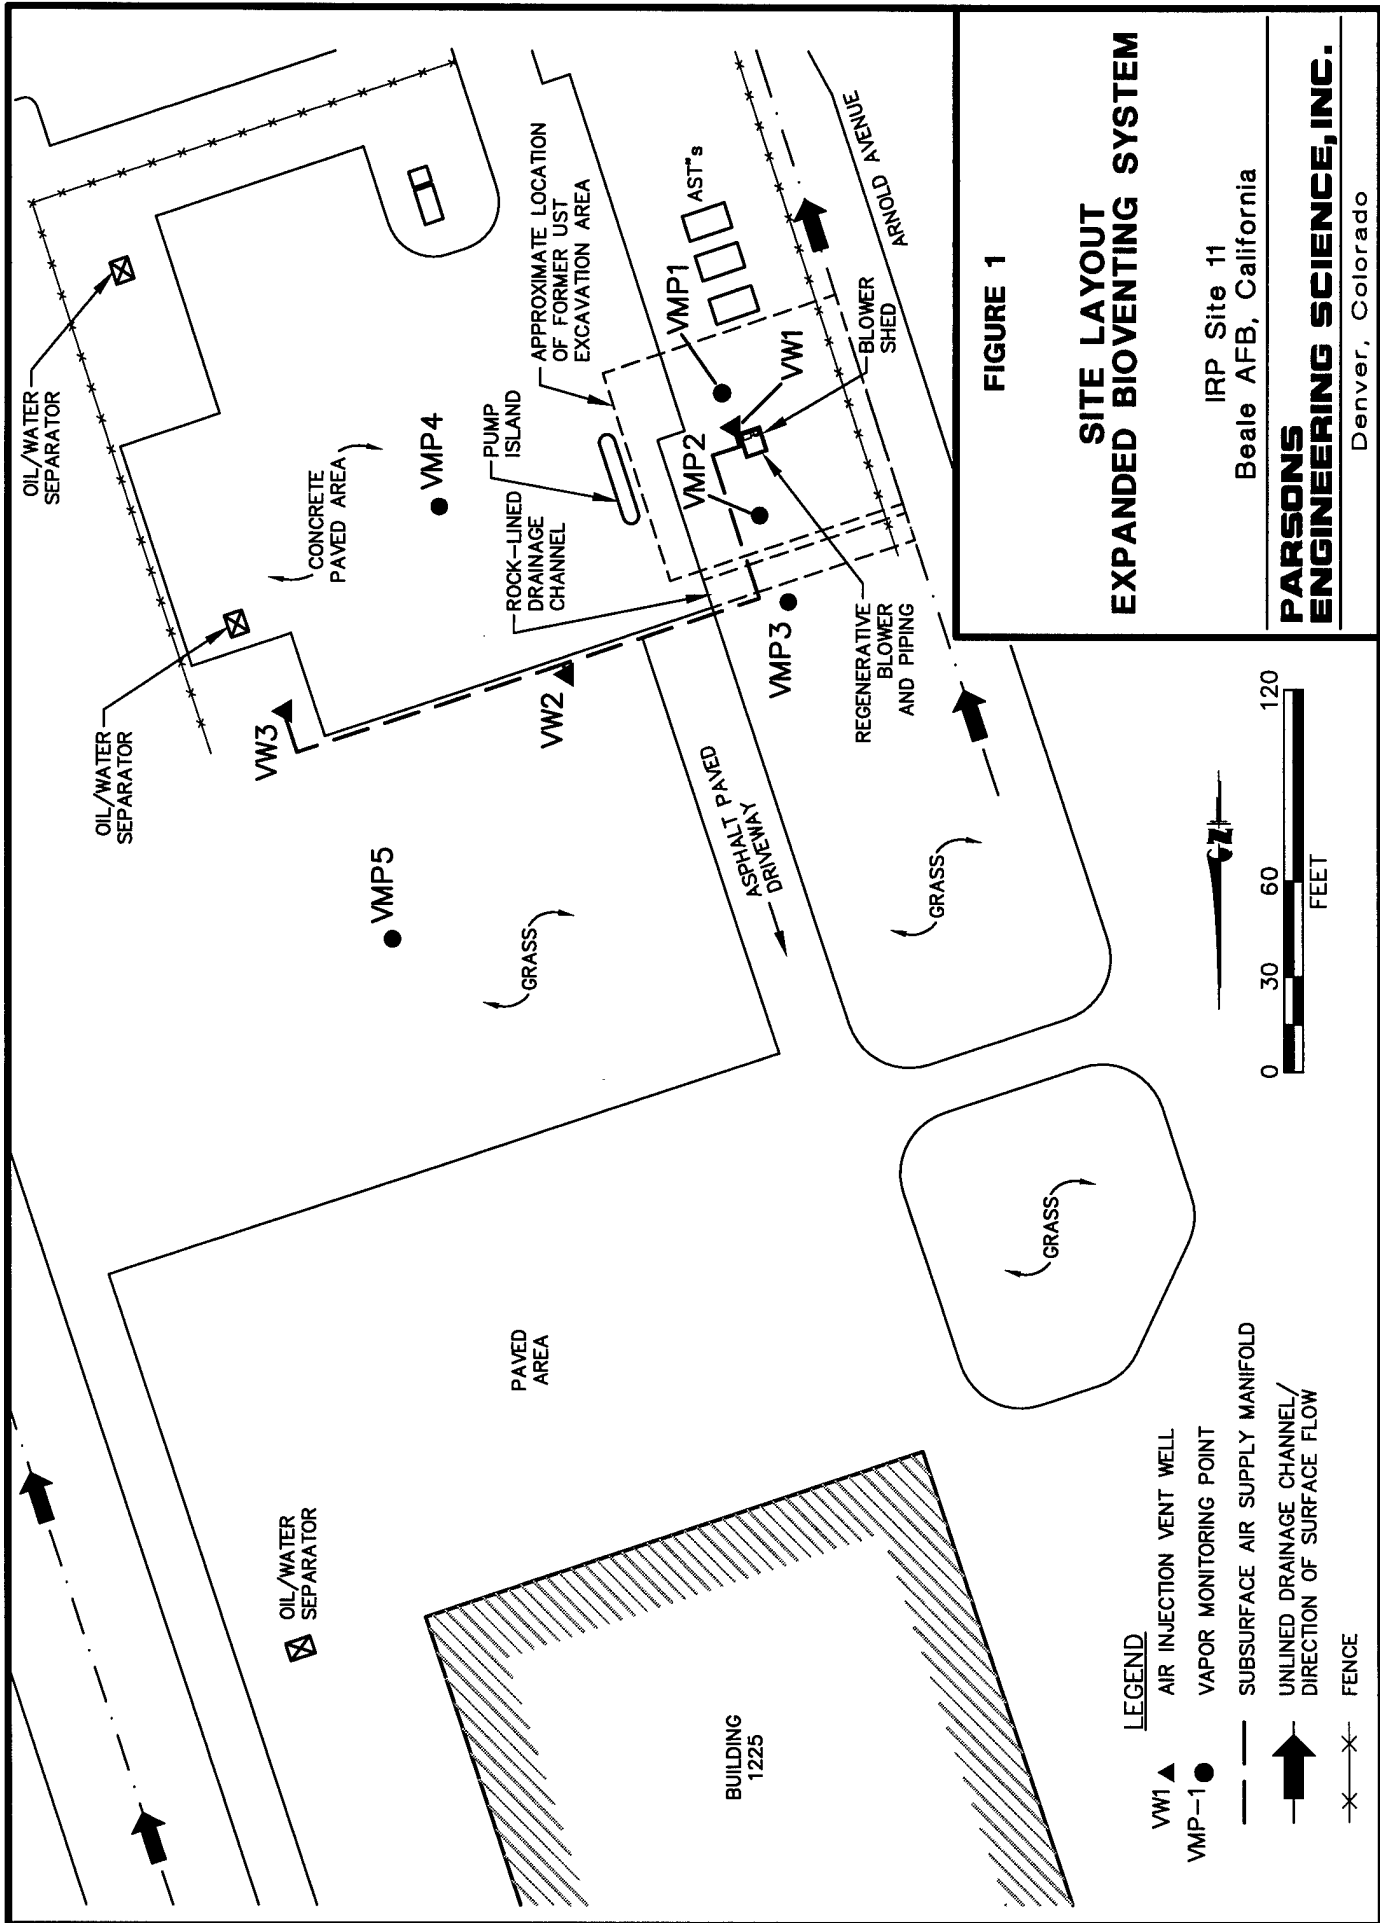 OIL/WATER
SEPARATOR
OIL/WATER
SEPARATOR
CONCRETE
PAVED AREA
VMP4
PUMP
ISLAND
APPROXIMATE LOCATION
OF FORMER UST
EXCAVATION AREA
ROCK-LINED
DRAINAGE
CHANNEL
AST"s
VMP1
VW1
VMP2
BLOWER
SHED
ARNOLD AVENUE
VMP3
REGENERATIVE
BLOWER
AND PIPING
VW3
VW2
VMP5
GRASS
ASPHALT PAVED
DRIVEWAY
GRASS
GRASS
PAVED
AREA
OIL/WATER
SEPARATOR
BUILDING
1225
LEGEND
VW1 AIR INJECTION VENT WELL
VMP-1 VAPOR MONITORING POINT
SUBSURFACE AIR SUPPLY MANIFOLD
UNLINED DRAINAGE CHANNEL/
DIRECTION OF SURFACE FLOW
FENCE
N
0 30 60 120
FEET
FIGURE 1
SITE LAYOUT
EXPANDED BIOVENTING SYSTEM
IRP Site 11
Beale AFB, California
PARSONS
ENGINEERING SCIENCE, INC.
Denver, Colorado